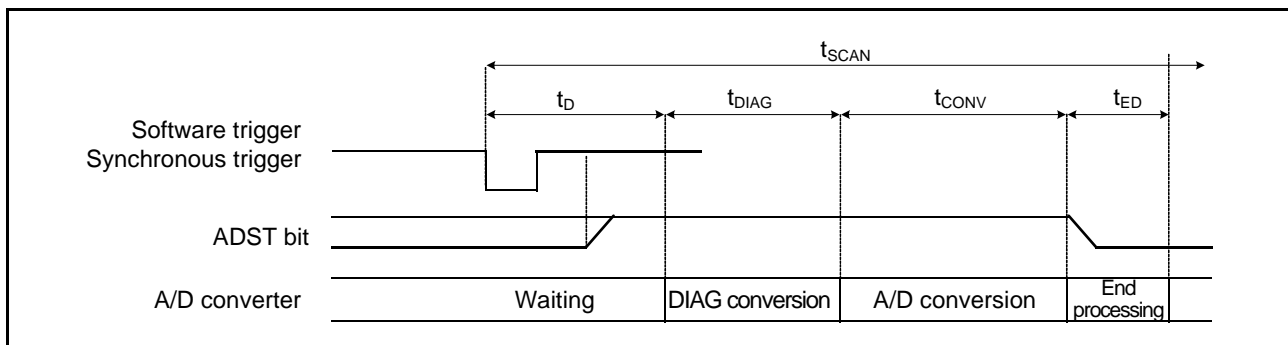 tSCAN
tD tDIAG tCONV tED
Software trigger
Synchronous trigger
ADST bit
A/D converter Waiting DIAG conversion A/D conversion End
processing